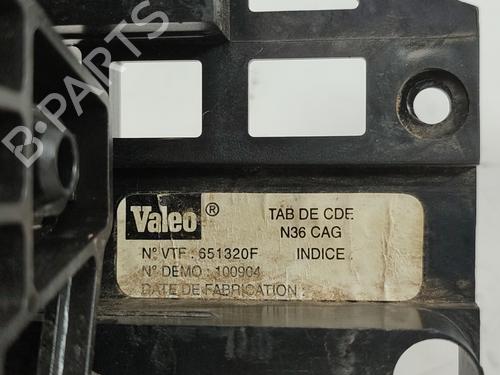 B-PARTS
Valeo ® TAB DE CDE
N36 CAG
N° VTF : 651320F INDICE .
N° DEMO : 100904
DATE DE FABRICATION